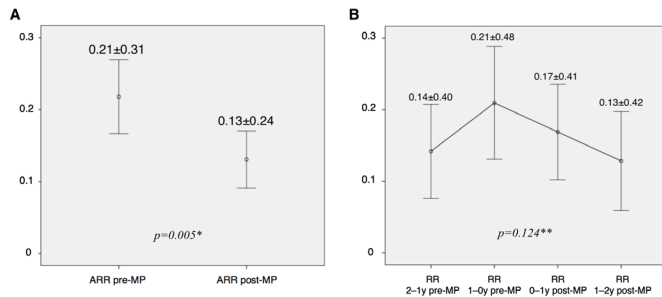 A
0.3
0.2
0.1
0
0.21±0.31
0.13±0.24
p=0.005*
ARR pre-MP
ARR post-MP
B
0.3
0.2
0.1
0
0.14±0.40
0.21±0.48
0.17±0.41
0.13±0.42
p=0.124**
RR
2–1y pre-MP
RR
1–0y pre-MP
RR
0–1y post-MP
RR
1–2y post-MP